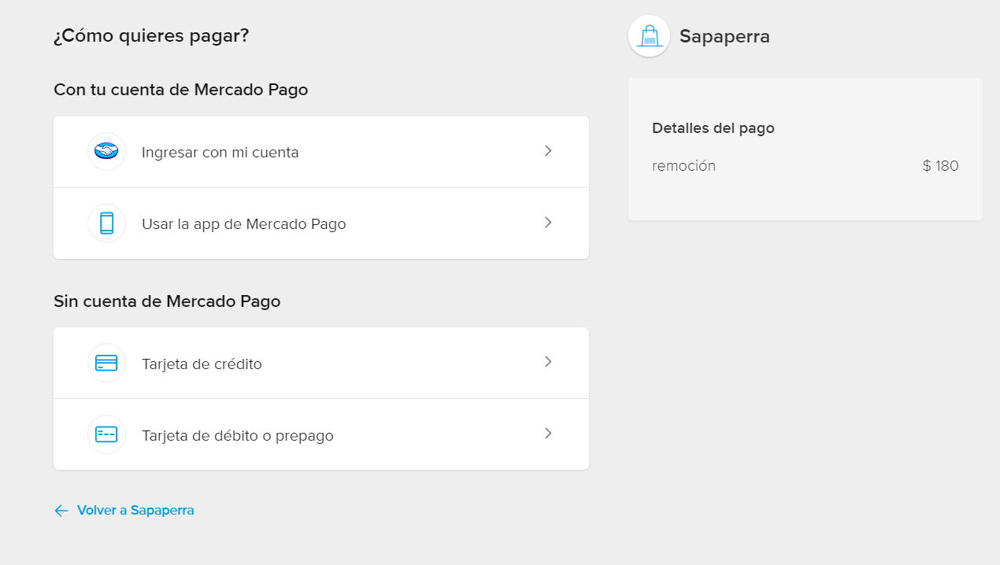 ¿Cómo quieres pagar?
Con tu cuenta de Mercado Pago
Ingresar con mi cuenta
Usar la app de Mercado Pago
Sin cuenta de Mercado Pago
Tarjeta de crédito
Tarjeta de débito o prepago
Volver a Sapaperra
Sapaperra
Detalles del pago
remoción $ 180